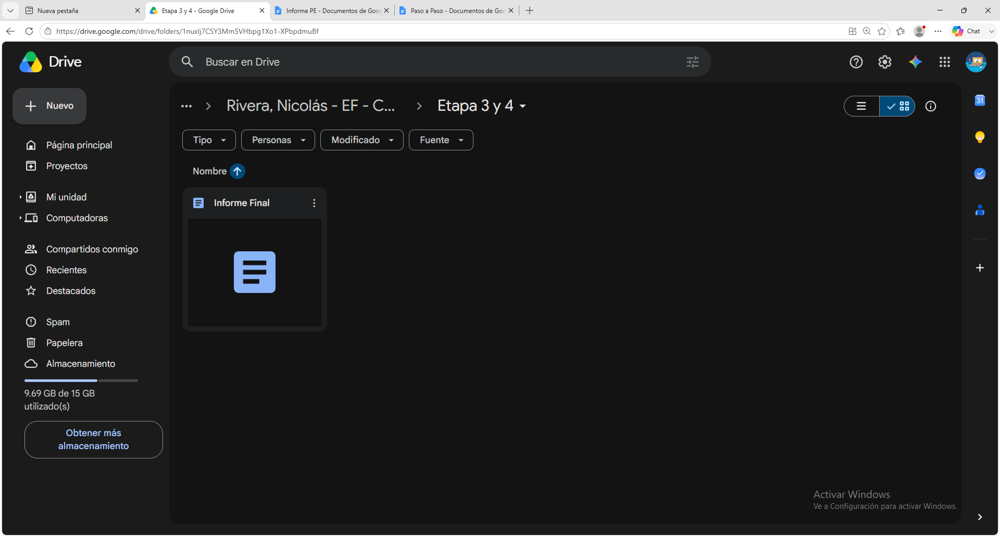 Nueva pestaña
Etapa 3 y 4 - Google Drive
Informe PE - Documentos de Goog
Paso a Paso - Documentos de Goo
https://drive.google.com/drive/folders/1nuxlj7CSY3Mm5VHbpg1Xo1-XPbpdmuBf
Chat
Drive
Buscar en Drive
Nuevo
Rivera, Nicolás - EF - C...
Etapa 3 y 4
31
Tipo
Personas
Modificado
Fuente
Página principal
Proyectos
Nombre
Mi unidad
Informe Final
Computadoras
Compartidos conmigo
Recientes
Destacados
Spam
Papelera
Almacenamiento
9.69 GB de 15 GB
utilizado(s)
Obtener más
almacenamiento
Activar Windows
Ve a Configuración para activar Windows.